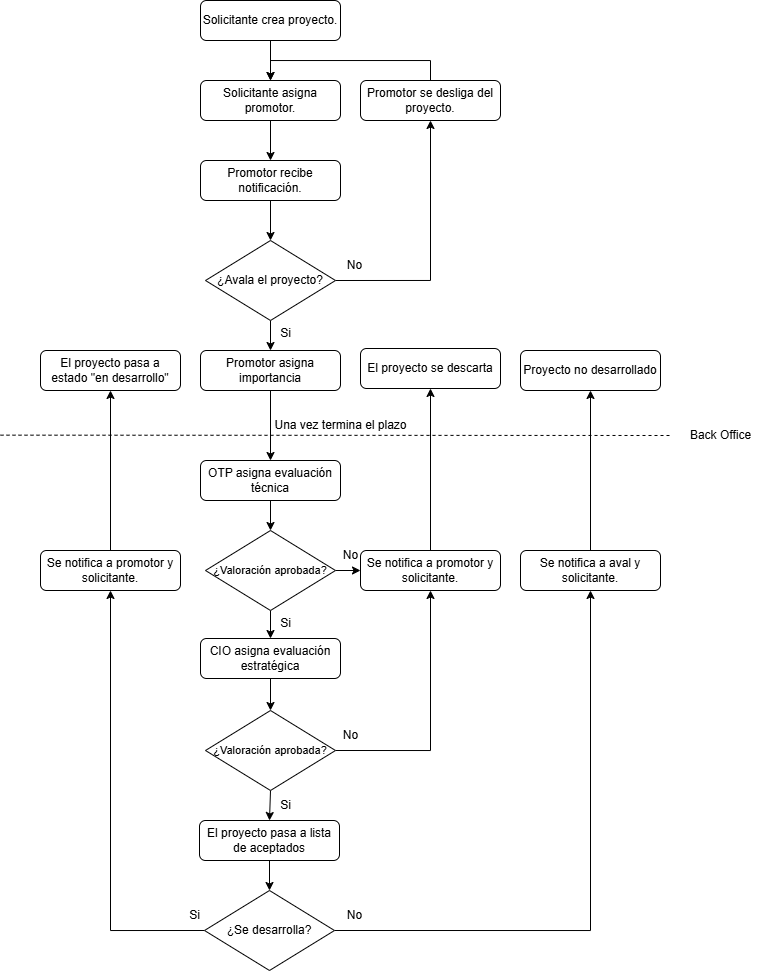 Solicitante crea proyecto.
Solicitante asigna
promotor.
Promotor se desliga del
proyecto.
Promotor recibe
notificación.
¿Avala el proyecto?
No
Si
El proyecto pasa a
estado "en desarrollo"
Promotor asigna
importancia
El proyecto se descarta
Proyecto no desarrollado
Una vez termina el plazo
Back Office
OTP asigna evaluación
técnica
¿Valoración aprobada?
No
Se notifica a promotor y
solicitante.
Se notifica a promotor y
solicitante.
Se notifica a aval y
solicitante.
Si
CIO asigna evaluación
estratégica
¿Valoración aprobada?
No
Si
El proyecto pasa a lista
de aceptados
¿Se desarrolla?
Si
No